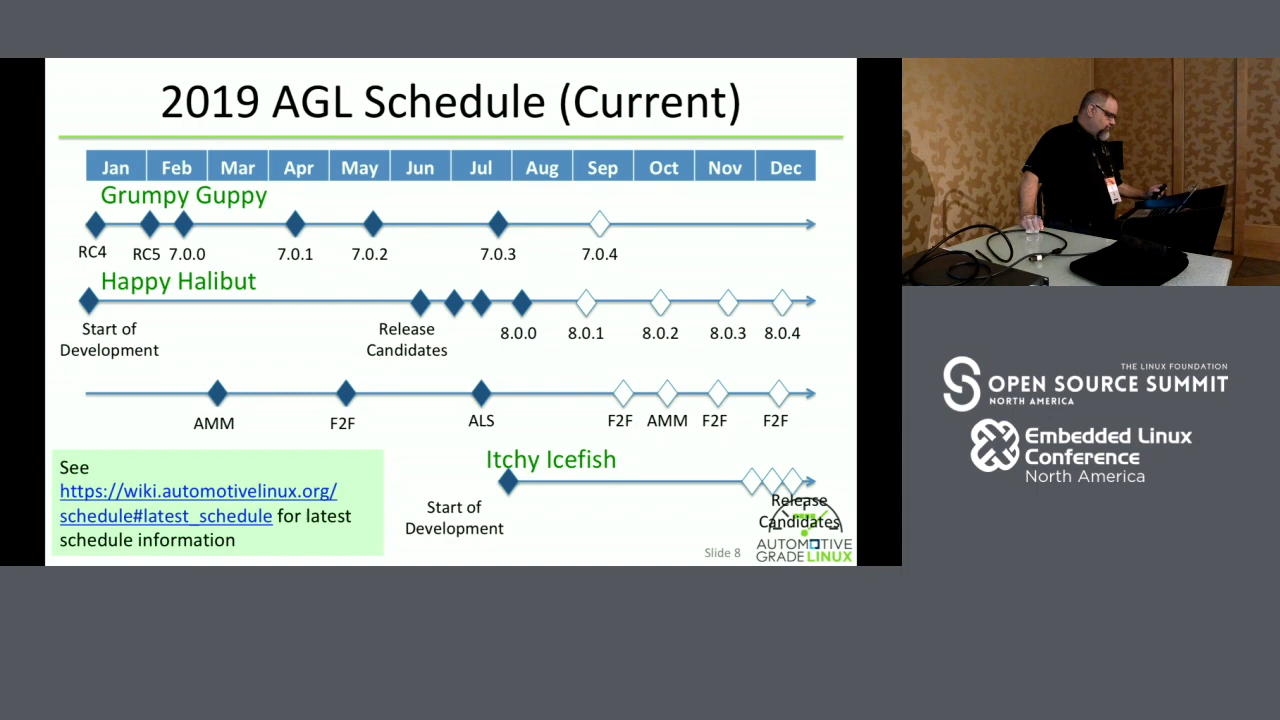 2019 AGL Schedule (Current)
Jan Feb Mar Apr May Jun Jul Aug Sep Oct Nov Dec
Grumpy Guppy
RC4 RC5 7.0.0 7.0.1 7.0.2 7.0.3 7.0.4
Happy Halibut
Start of
Development
Release
Candidates
8.0.0 8.0.1 8.0.2 8.0.3 8.0.4
AMM F2F ALS F2F AMM F2F F2F
See
https://wiki.automotivelinux.org/
schedule#latest_schedule for latest
schedule information
Itchy Icefish
Start of
Development
Release
Candidates
Slide 8
AUTOMOTIVE
GRADELINUX
THE LINUX FOUNDATION
OPEN SOURCE SUMMIT
NORTH AMERICA
Embedded Linux
Conference
North America